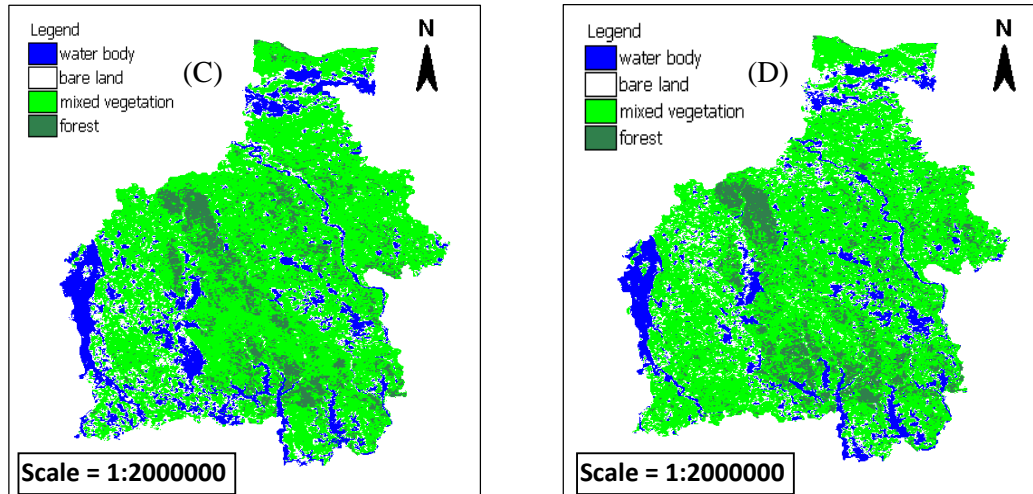 Legend
water body
bare land
mixed vegetation
forest
(C)
N
Scale = 1:2000000
Legend
water body
bare land
mixed vegetation
forest
(D)
N
Scale = 1:2000000